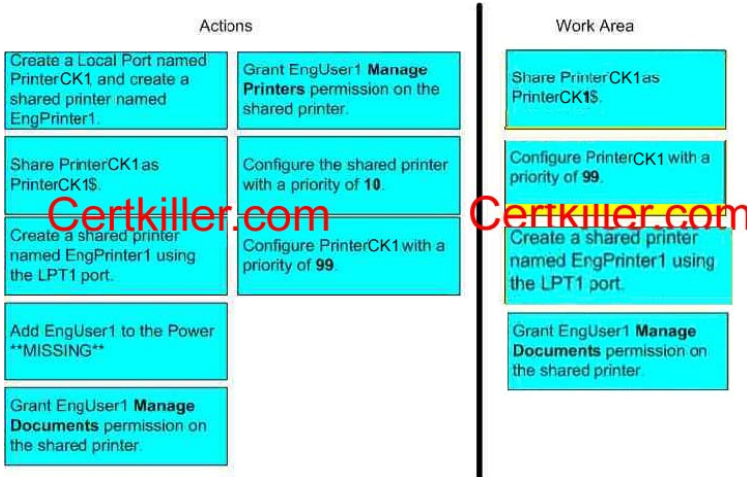 Actions
Work Area
Create a Local Port named
PrinterCK1, and create a
shared printer named
EngPrinter1.
Grant EngUser1 Manage
Printers permission on the
shared printer.
Share PrinterCK1as
PrinterCK1$.
Configure the shared printer
with a priority of 10.
Create a shared printer
named EngPrinter1 using
the LPT1 port.
Configure PrinterCK1 with a
priority of 99.
Add EngUser1 to the Power
**MISSING**
Grant EngUser1 Manage
Documents permission on
the shared printer.
Share PrinterCK1as
PrinterCK1$.
Configure PrinterCK1 with a
priority of 99.
Create a shared printer
named EngPrinter1 using
the LPT1 port.
Grant EngUser1 Manage
Documents permission on
the shared printer.
Certkiller.com
Certkiller.com